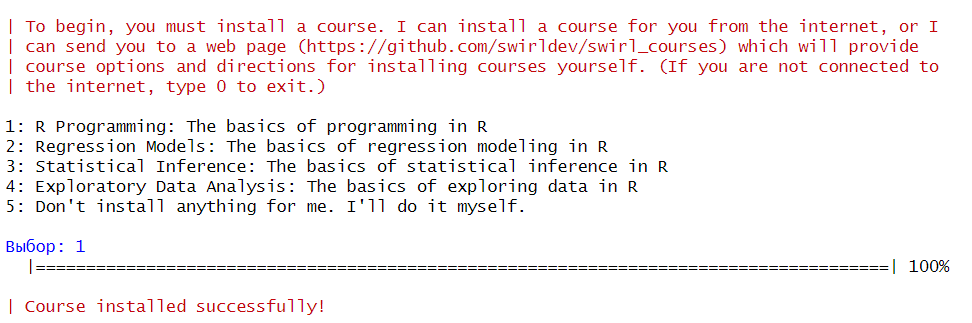 | To begin, you must install a course. I can install a course for you from the internet, or I
| can send you to a web page (https://github.com/swirldev/swirl_courses) which will provide
| course options and directions for installing courses yourself. (If you are not connected to
| the internet, type 0 to exit.)
1: R Programming: The basics of programming in R
2: Regression Models: The basics of regression modeling in R
3: Statistical Inference: The basics of statistical inference in R
4: Exploratory Data Analysis: The basics of exploring data in R
5: Don't install anything for me. I'll do it myself.
Выбор: 1
|=====================================================================================| 100%
| Course installed successfully!